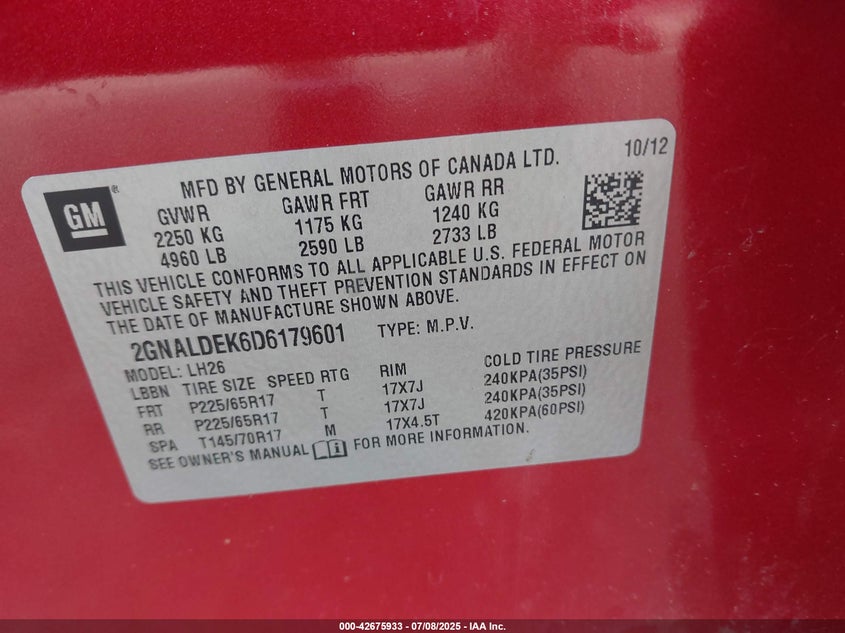 GM ®
MFD BY GENERAL MOTORS OF CANADA LTD. 10/12
GVWR GAWR FRT GAWR RR
2250 KG 1175 KG 1240 KG
4960 LB 2590 LB 2733 LB
THIS VEHICLE CONFORMS TO ALL APPLICABLE U.S. FEDERAL MOTOR
VEHICLE SAFETY AND THEFT PREVENTION STANDARDS IN EFFECT ON
THE DATE OF MANUFACTURE SHOWN ABOVE.
2GNALDEK6D6179601 TYPE: M.P.V.
MODEL: LH26
LBBN TIRE SIZE SPEED RTG RIM COLD TIRE PRESSURE
FRT P225/65R17 T 17X7J 240KPA(35PSI)
RR P225/65R17 T 17X7J 240KPA(35PSI)
SPA T145/70R17 M 17X4.5T 420KPA(60PSI)
SEE OWNER'S MANUAL FOR MORE INFORMATION.
000-42675933 - 07/08/2025 - IAA Inc.